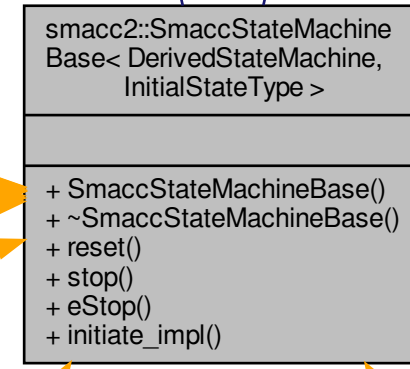 smacc2::SmaccStateMachine
Base< DerivedStateMachine,
InitialStateType >
+ SmaccStateMachineBase()
+ ~SmaccStateMachineBase()
+ reset()
+ stop()
+ eStop()
+ initiate_impl()